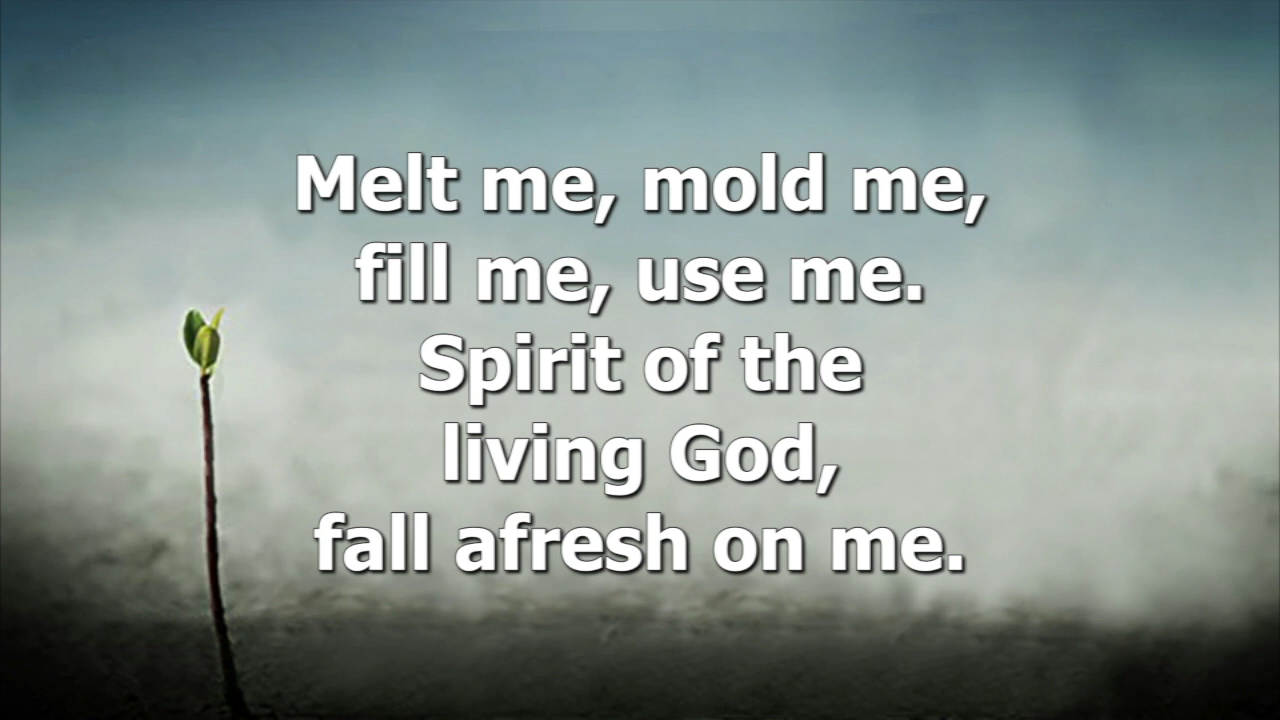 Melt me, mold me,
fill me, use me.
Spirit of the
living God,
fall afresh on me.